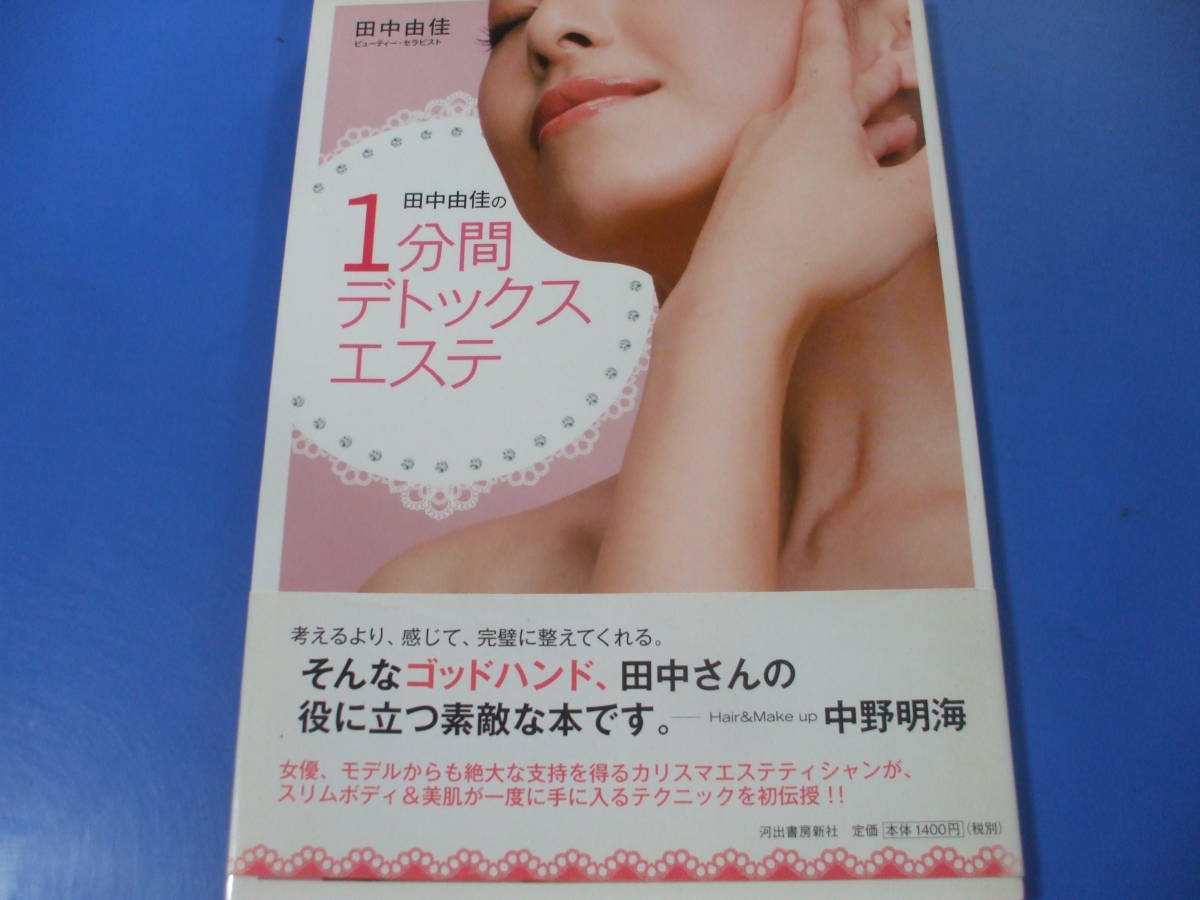 田中由佳
ビューティー・セラピスト
田中由佳の
1分間
デトックス
エステ
考えるより、感じて、完璧に整えてくれる。
そんなゴッドハンド、田中さんの
役に立つ素敵な本です。── Hair&Make up 中野明海
女優、モデルからも絶大な支持を得るカリスマエステティシャンが、
スリムボディ&美肌が一度に手に入るテクニックを初伝授!!
河出書房新社 定価 本体1400円(税別)